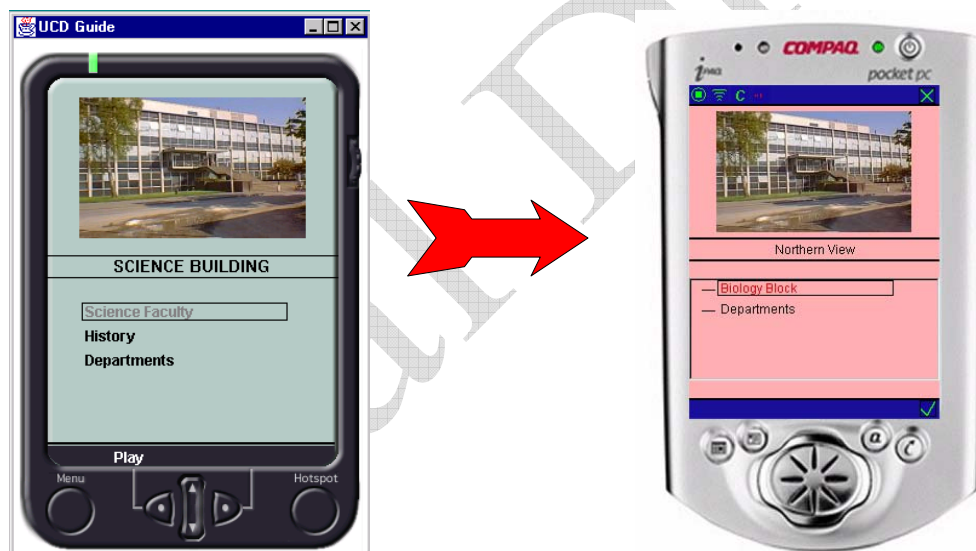 UCD Guide
SCIENCE BUILDING
Science Faculty
History
Departments
Play
Menu
Hotspot
COMPAQ
iPAQ
pocket pc
C
Northern View
Biology Block
Departments
a